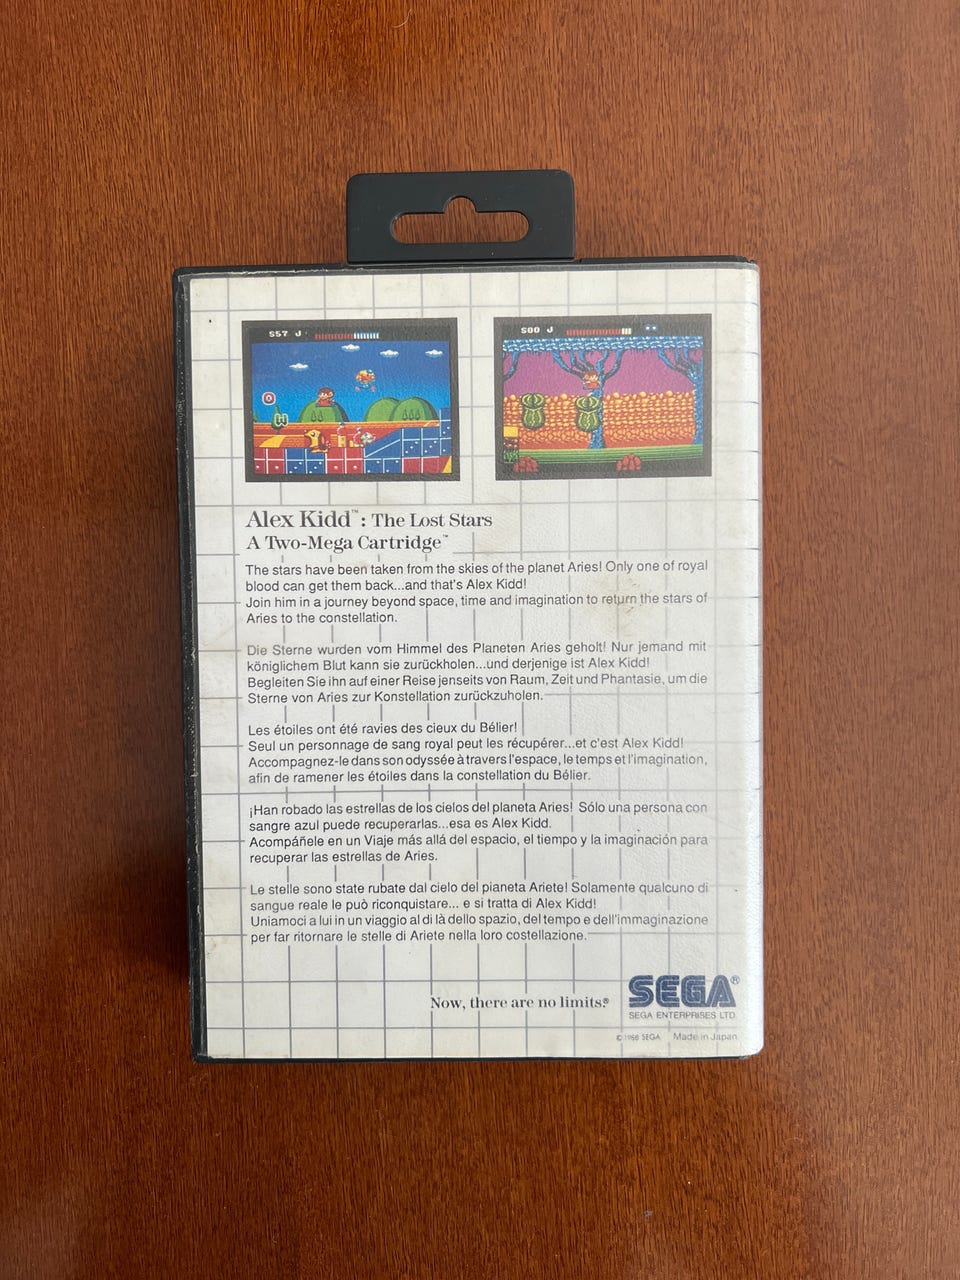 S57 J
S00 J
Alex Kidd™: The Lost Stars
A Two-Mega Cartridge™
The stars have been taken from the skies of the planet Aries! Only one of royal
blood can get them back...and that's Alex Kidd!
Join him in a journey beyond space, time and imagination to return the stars of
Aries to the constellation.
Die Sterne wurden vom Himmel des Planeten Aries geholt! Nur jemand mit
königlichem Blut kann sie zurückholen...und derjenige ist Alex Kidd!
Begleiten Sie ihn auf einer Reise jenseits von Raum, Zeit und Phantasie, um die
Sterne von Aries zur Konstellation zurückzuholen.
Les étoiles ont été ravies des cieux du Bélier!
Seul un personnage de sang royal peut les récupérer...et c'est Alex Kidd!
Accompagnez-le dans son odyssée à travers l'espace, le temps et l'imagination,
afin de ramener les étoiles dans la constellation du Bélier.
¡Han robado las estrellas de los cielos del planeta Aries! Sólo una persona con
sangre azul puede recuperarlas...esa es Alex Kidd.
Acompáñele en un Viaje más allá del espacio, el tiempo y la imaginación para
recuperar las estrellas de Aries.
Le stelle sono state rubate dal cielo del pianeta Ariete! Solamente qualcuno di
sangue reale le può riconquistare... e si tratta di Alex Kidd!
Uniamoci a lui in un viaggio al di là dello spazio, del tempo e dell'immaginazione
per far ritornare le stelle di Ariete nella loro costellazione.
Now, there are no limits.®
SEGA®
SEGA ENTERPRISES LTD.
© 1988 SEGA Made in Japan